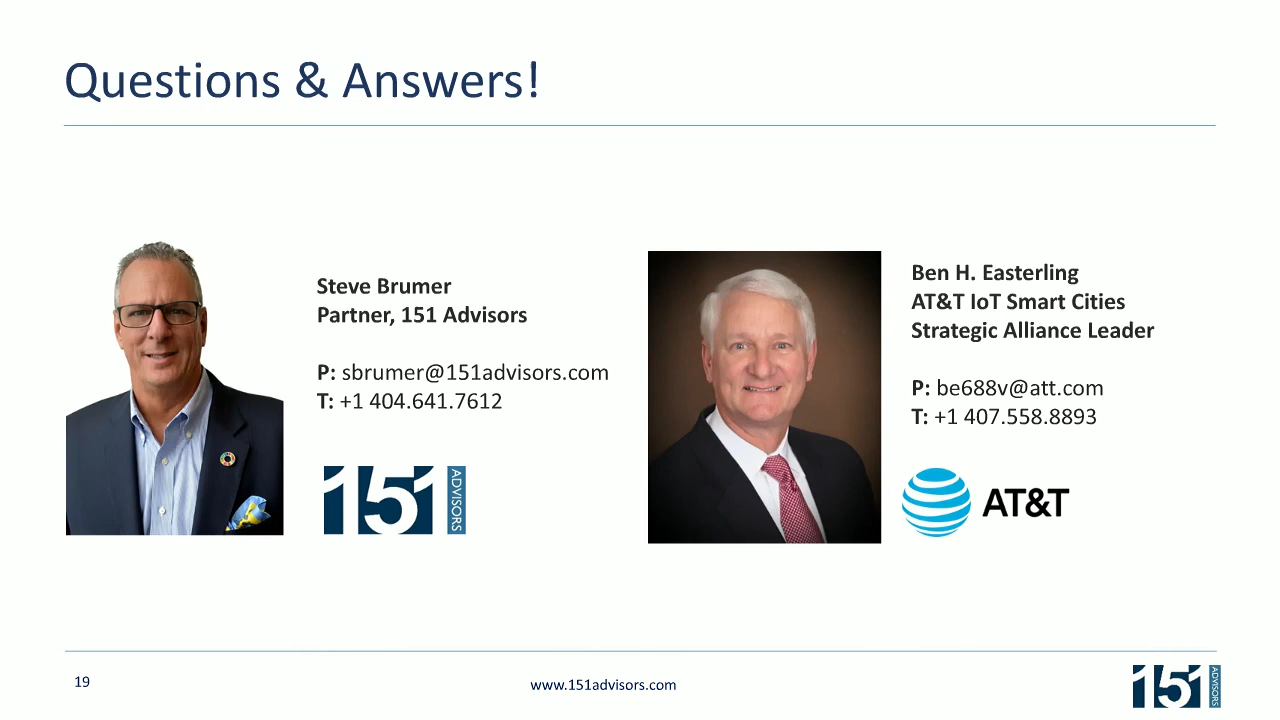 Questions & Answers!
Steve Brumer
Partner, 151 Advisors
P: sbrumer@151advisors.com
T: +1 404.641.7612
151 ADVISORS
Ben H. Easterling
AT&T IoT Smart Cities
Strategic Alliance Leader
P: be688v@att.com
T: +1 407.558.8893
AT&T
19
www.151advisors.com
151 ADVISORS